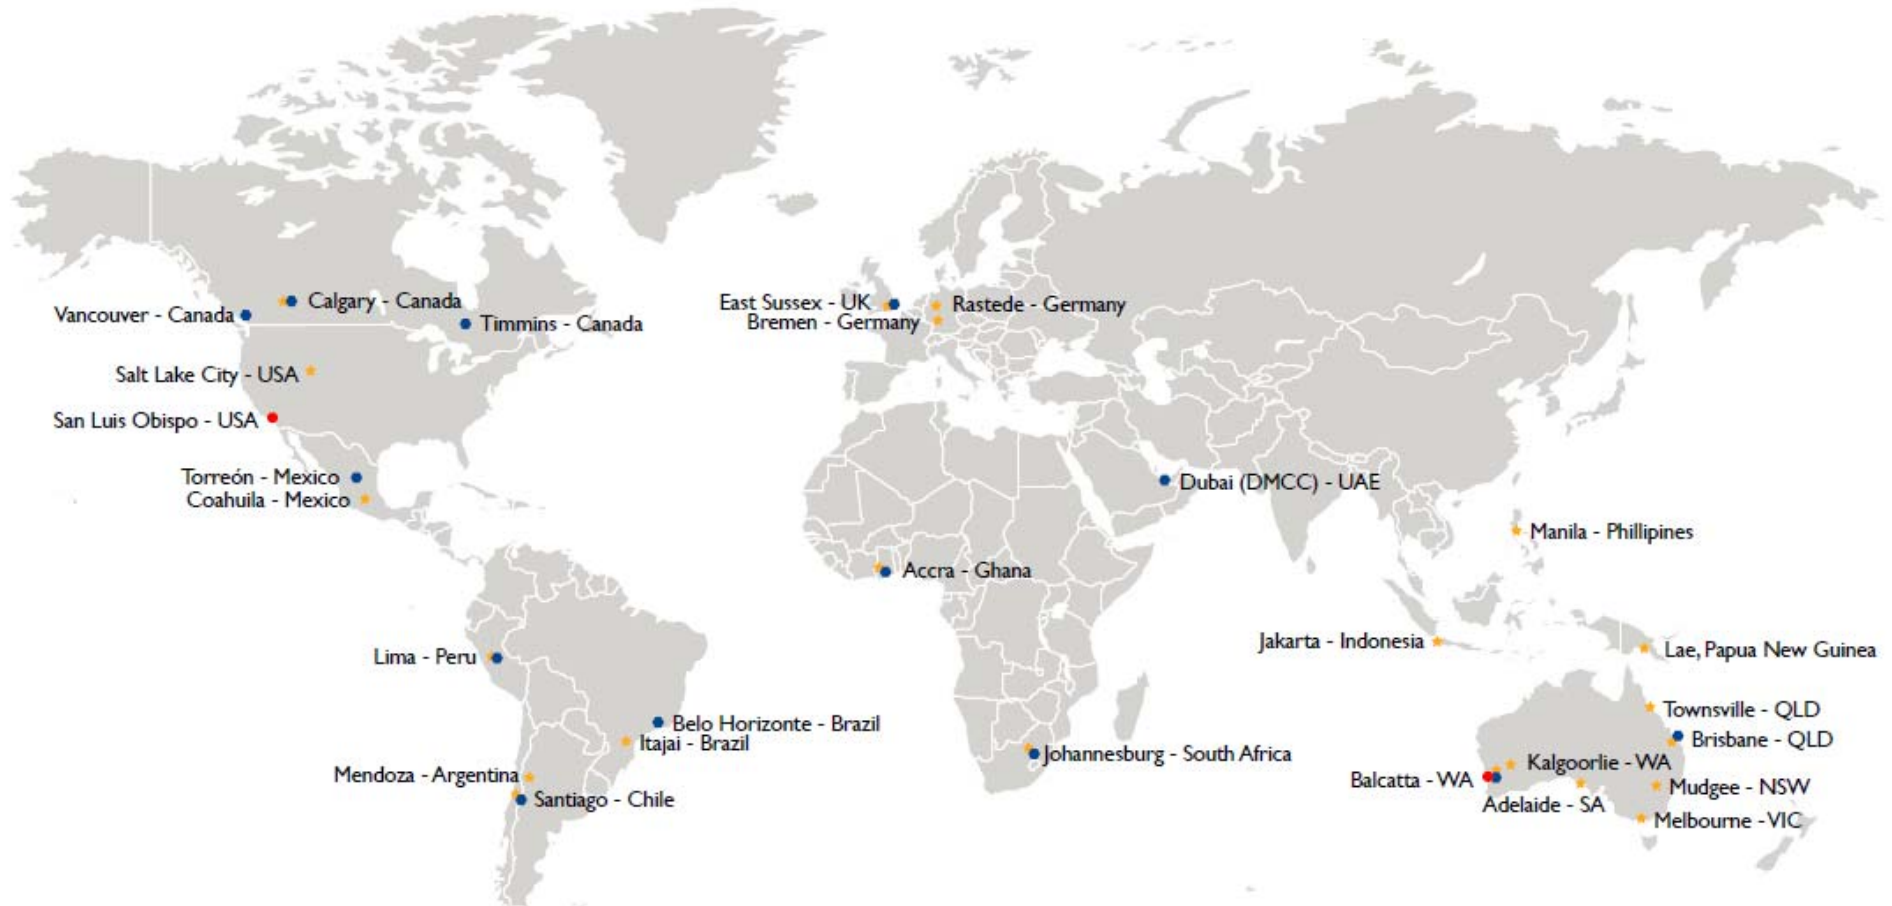 Vancouver - Canada
Calgary - Canada
Timmins - Canada
Salt Lake City - USA
San Luis Obispo - USA
Torreón - Mexico
Coahuila - Mexico
Lima - Peru
Belo Horizonte - Brazil
Itajai - Brazil
Mendoza - Argentina
Santiago - Chile
East Sussex - UK
Rastede - Germany
Bremen - Germany
Dubai (DMCC) - UAE
Accra - Ghana
Johannesburg - South Africa
Manila - Phillipines
Jakarta - Indonesia
Lae, Papua New Guinea
Townsville - QLD
Brisbane - QLD
Kalgoorlie - WA
Balcatta - WA
Mudgee - NSW
Adelaide - SA
Melbourne - VIC